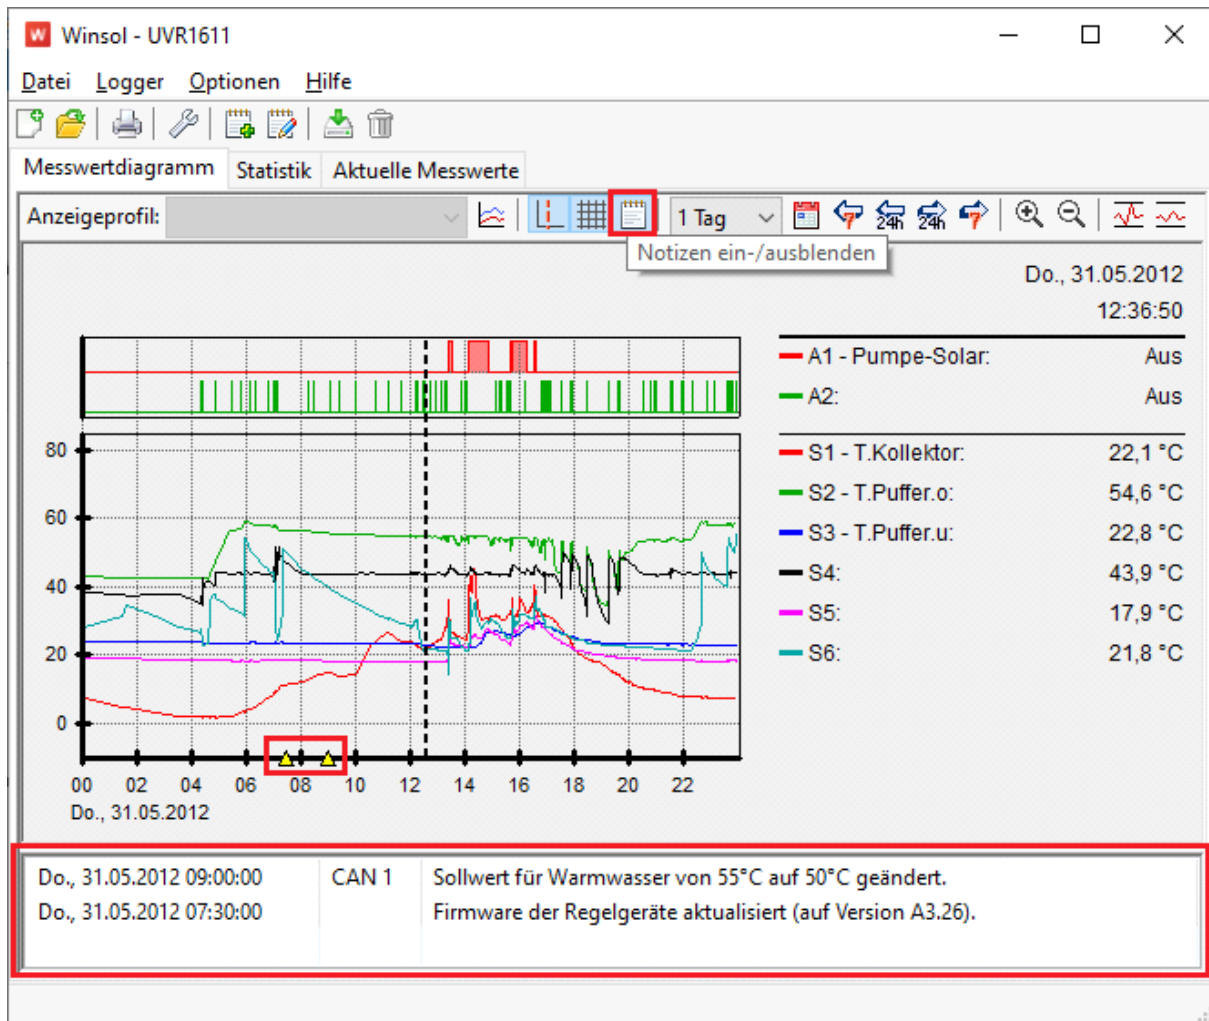 Winsol - UVR1611
Datei Logger Optionen Hilfe
Messwertdiagramm Statistik Aktuelle Messwerte
Anzeigeprofil: 1 Tag 7 24h 24h 7
Notizen ein-/ausblenden
Do., 31.05.2012
12:36:50
A1 - Pumpe-Solar: Aus
A2: Aus
S1 - T.Kollektor: 22,1 °C
S2 - T.Puffer.o: 54,6 °C
S3 - T.Puffer.u: 22,8 °C
S4: 43,9 °C
S5: 17,9 °C
S6: 21,8 °C
80
60
40
20
0
00 02 04 06 08 10 12 14 16 18 20 22
Do., 31.05.2012
Do., 31.05.2012 09:00:00 CAN 1 Sollwert für Warmwasser von 55°C auf 50°C geändert.
Do., 31.05.2012 07:30:00 Firmware der Regelgeräte aktualisiert (auf Version A3.26).